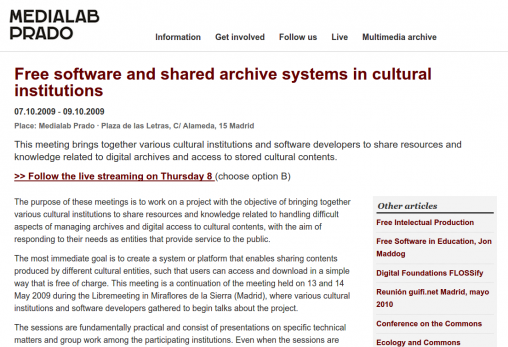 MEDIALAB
PRADO
Information Get involved Follow us Live Multimedia archive
Free software and shared archive systems in cultural
institutions
07.10.2009 - 09.10.2009
Place: Medialab Prado · Plaza de las Letras, C/ Alameda, 15 Madrid
This meeting brings together various cultural institutions and software developers to share resources and
knowledge related to digital archives and access to stored cultural contents.
>> Follow the live streaming on Thursday 8 (choose option B)
The purpose of these meetings is to work on a project with the objective of bringing together
various cultural institutions to share resources and knowledge related to handling difficult
aspects of managing archives and digital access to cultural contents, with the aim of
responding to their needs as entities that provide service to the public.
The most immediate goal is to create a system or platform that enables sharing contents
produced by different cultural entities, such that users can access and download in a simple
way that is free of charge. This meeting is a continuation of the meeting held on 13 and 14
May 2009 during the Libremeeting in Miraflores de la Sierra (Madrid), where various cultural
institutions and software developers gathered to begin talks about the project.
The sessions are fundamentally practical and consist of presentations on specific technical
matters and group work among the participating institutions. Even when the sessions are
Other articles
Free Intelectual Production
Free Software in Education, Jon
Maddog
Digital Foundations FLOSSify
Reunión guifi.net Madrid, mayo
2010
Conference on the Commons
Ecology and Commons